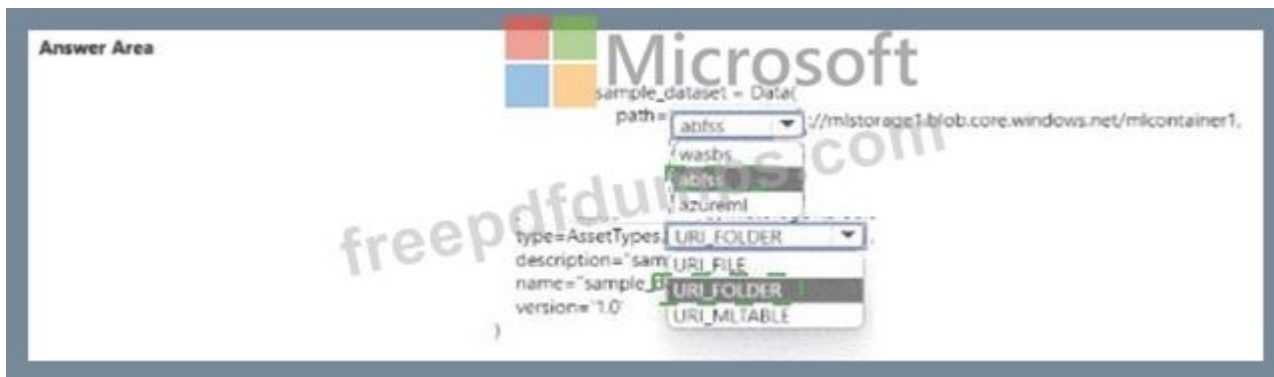 Answer Area
Microsoft
sample_dataset = Data(
path= abfss ://mlstorage1.blob.core.windows.net/mlcontainer1,
wasbs
abfss
azureml
freepdfdumps.com
type=AssetTypes. URI_FOLDER ,
description="sam
URI_FILE
name="sample_
URI_FOLDER
version="1.0"
URI_MLTABLE
)